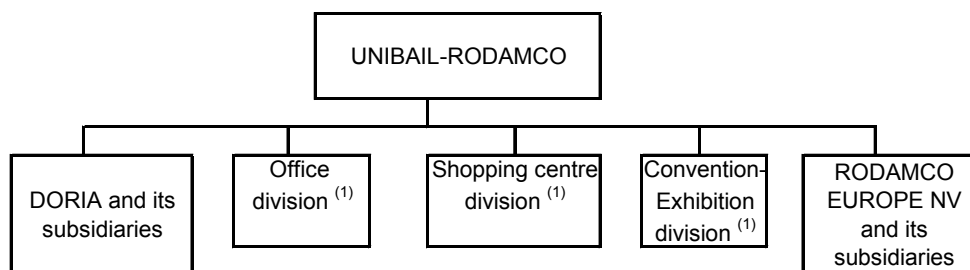 UNIBAIL-RODAMCO
DORIA and its
subsidiaries
Office
division (1)
Shopping centre
division (1)
Convention-
Exhibition
division (1)
RODAMCO
EUROPE NV
and its
subsidiaries